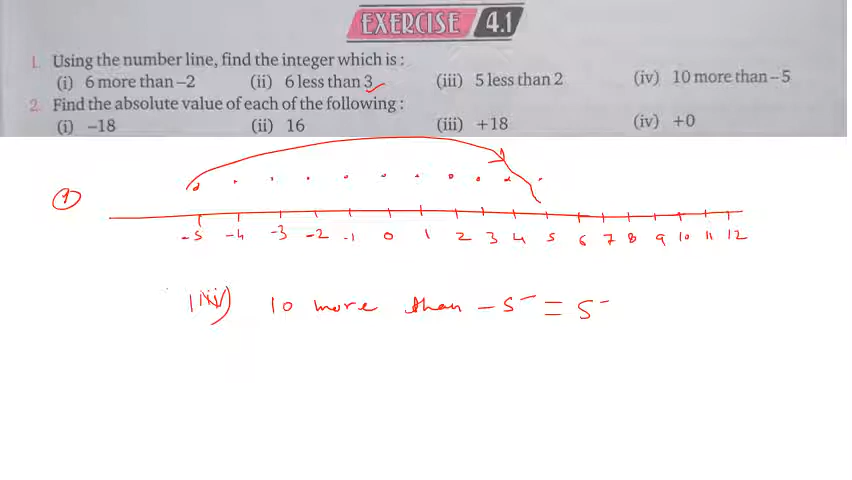 EXERCISE 4.1
1. Using the number line, find the integer which is :
(i) 6 more than −2 (ii) 6 less than 3 (iii) 5 less than 2 (iv) 10 more than −5
2. Find the absolute value of each of the following :
(i) −18 (ii) 16 (iii) +18 (iv) +0
1
-5 -4 -3 -2 -1 0 1 2 3 4 5 6 7 8 9 10 11 12
10 more than -5 = 5